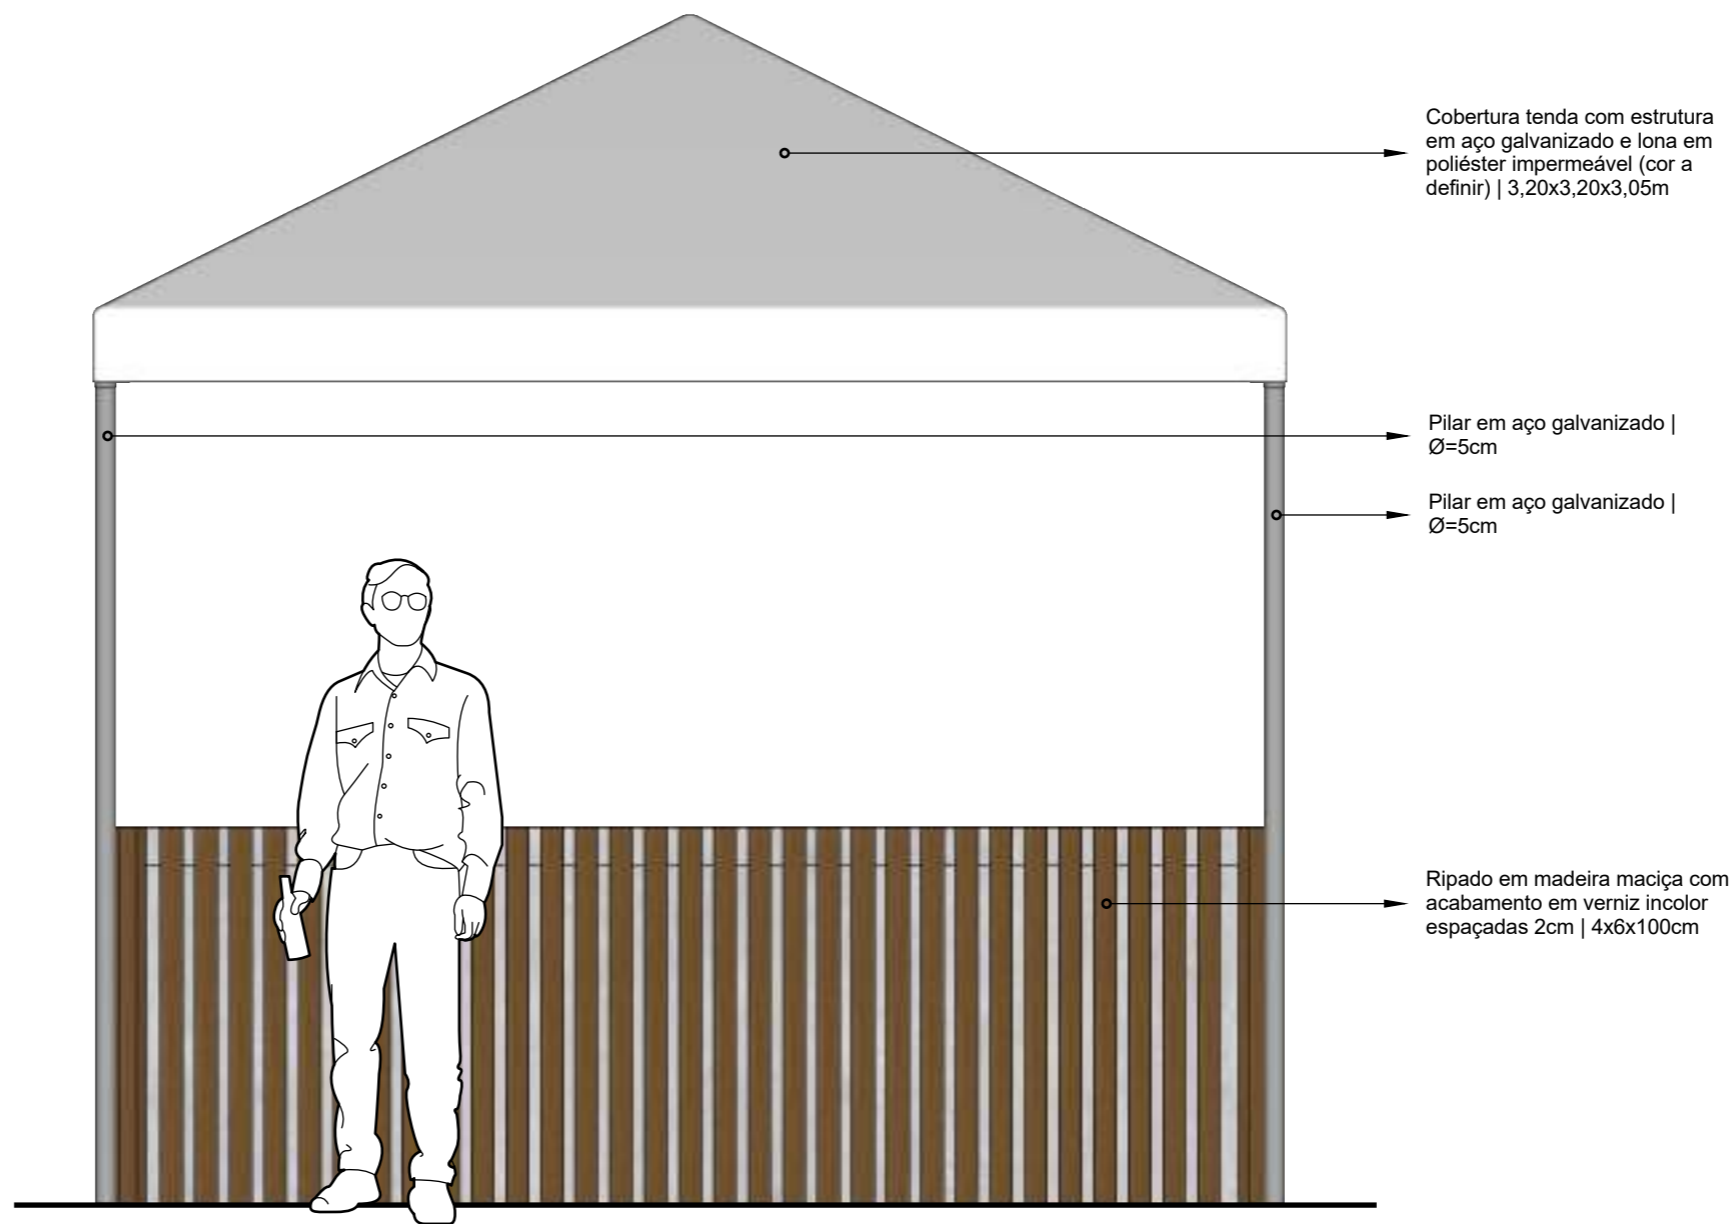 Cobertura tenda com estrutura
em aço galvanizado e lona em
poliéster impermeável (cor a
definir) | 3,20x3,20x3,05m
Pilar em aço galvanizado |
Ø=5cm
Pilar em aço galvanizado |
Ø=5cm
Ripado em madeira maciça com
acabamento em verniz incolor
espaçadas 2cm | 4x6x100cm